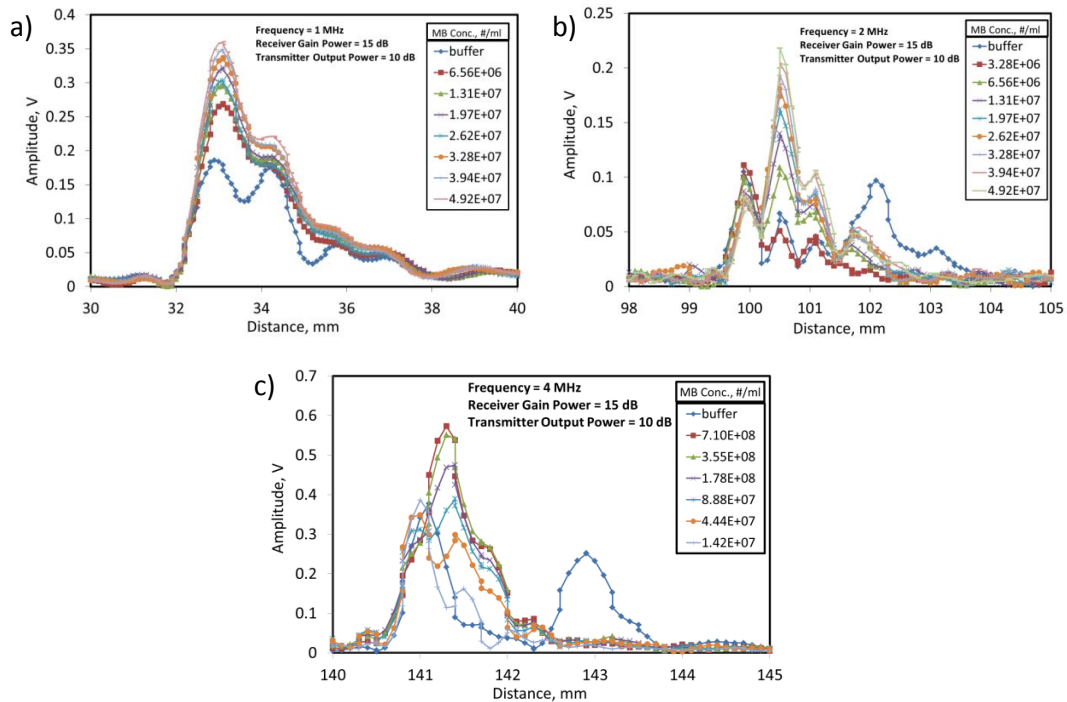 a)
Frequency = 1 MHz
Receiver Gain Power = 15 dB
Transmitter Output Power = 10 dB
MB Conc., #/ml
buffer
6.56E+06
1.31E+07
1.97E+07
2.62E+07
3.28E+07
3.94E+07
4.92E+07
Amplitude, V
0.4
0.35
0.3
0.25
0.2
0.15
0.1
0.05
0
30
32
34
36
38
40
Distance, mm
b)
Frequency = 2 MHz
Receiver Gain Power = 15 dB
Transmitter Output Power = 10 dB
MB Conc., #/ml
buffer
3.28E+06
6.56E+06
1.31E+07
1.97E+07
2.62E+07
3.28E+07
3.94E+07
4.92E+07
Amplitude, V
0.25
0.2
0.15
0.1
0.05
0
98
99
100
101
102
103
104
105
Distance, mm
c)
Frequency = 4 MHz
Receiver Gain Power = 15 dB
Transmitter Output Power = 10 dB
MB Conc., #/ml
buffer
7.10E+08
3.55E+08
1.78E+08
8.88E+07
4.44E+07
1.42E+07
Amplitude, V
0.7
0.6
0.5
0.4
0.3
0.2
0.1
0
140
141
142
143
144
145
Distance, mm